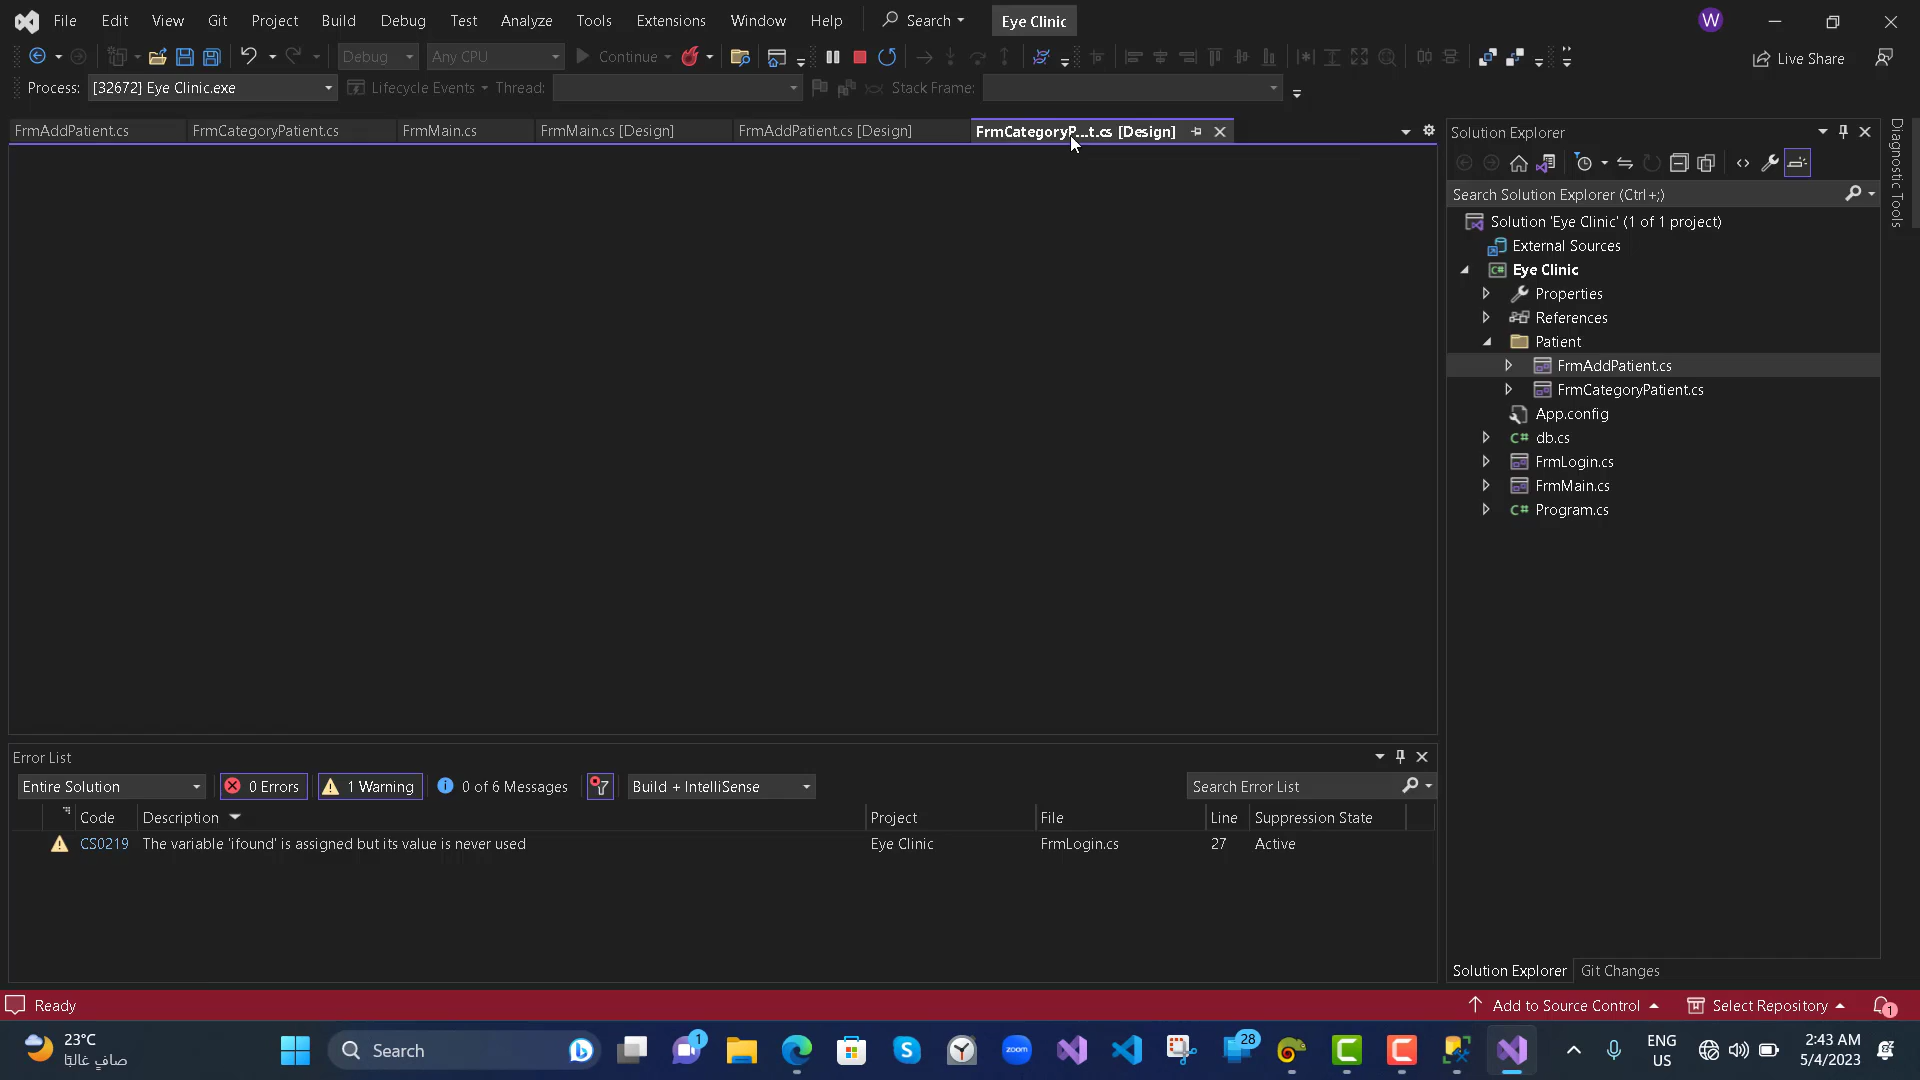 File Edit View Git Project Build Debug Test Analyze Tools Extensions Window Help Search Eye Clinic W
Debug Any CPU Continue Live Share
Process: [32672] Eye Clinic.exe Lifecycle Events Thread: Stack Frame:
FrmAddPatient.cs FrmCategoryPatient.cs FrmMain.cs FrmMain.cs [Design] FrmAddPatient.cs [Design] FrmCategoryP...t.cs [Design]
Solution Explorer
Search Solution Explorer (Ctrl+;)
Solution 'Eye Clinic' (1 of 1 project)
External Sources
Eye Clinic
Properties
References
Patient
FrmAddPatient.cs
FrmCategoryPatient.cs
App.config
C# db.cs
FrmLogin.cs
FrmMain.cs
C# Program.cs
Diagnostic Tools
Error List
Entire Solution 0 Errors 1 Warning 0 of 6 Messages Build + IntelliSense Search Error List
Code Description Project File Line Suppression State
CS0219 The variable 'ifound' is assigned but its value is never used Eye Clinic FrmLogin.cs 27 Active
Solution Explorer Git Changes
Ready Add to Source Control Select Repository 1
23°C
صافٍ غالبًا
Search 1 zoom 28 ENG
US
2:43 AM
5/4/2023